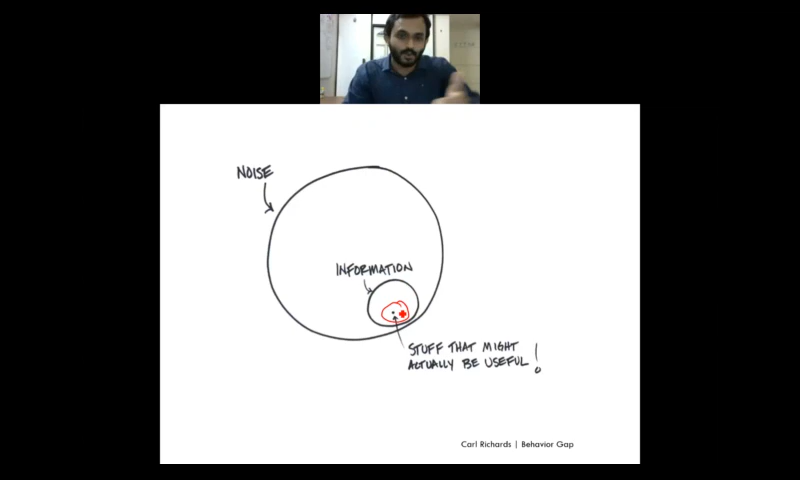 NOISE
INFORMATION
STUFF THAT MIGHT
ACTUALLY BE USEFUL!
Carl Richards | Behavior Gap